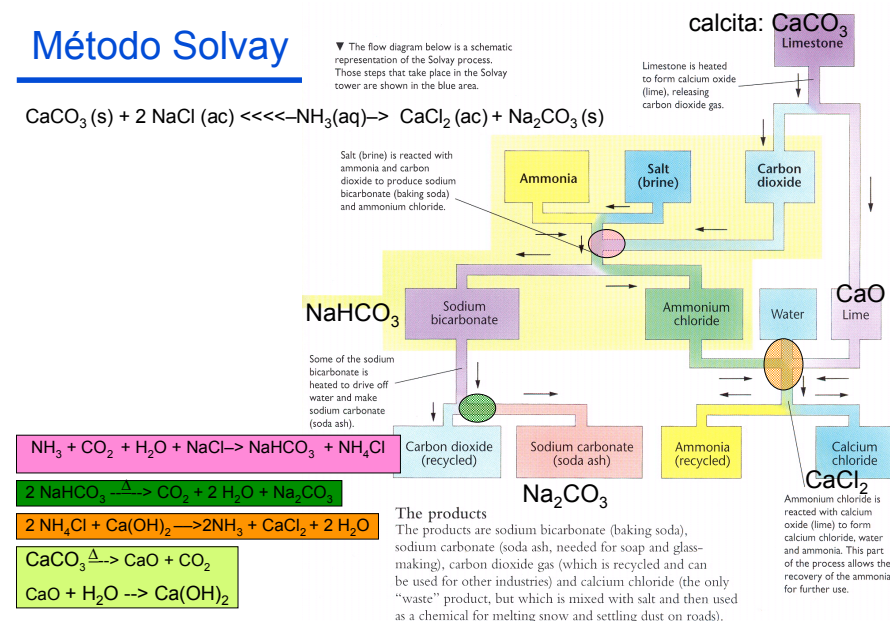 Método Solvay
▼ The flow diagram below is a schematic
representation of the Solvay process.
Those steps that take place in the Solvay
tower are shown in the blue area.
calcita: CaCO₃
Limestone
Limestone is heated
to form calcium oxide
(lime), releasing
carbon dioxide gas.
CaCO₃ (s) + 2 NaCl (ac) <<<<–NH₃(aq)–> CaCl₂ (ac) + Na₂CO₃ (s)
Salt (brine) is reacted with
ammonia and carbon
dioxide to produce sodium
bicarbonate (baking soda)
and ammonium chloride.
Ammonia
Salt
(brine)
Carbon
dioxide
NaHCO₃
Sodium
bicarbonate
Ammonium
chloride
Water
CaO
Lime
Some of the sodium
bicarbonate is
heated to drive off
water and make
sodium carbonate
(soda ash).
Carbon dioxide
(recycled)
Sodium carbonate
(soda ash)
Na₂CO₃
Ammonia
(recycled)
Calcium
chloride
CaCl₂
NH₃ + CO₂ + H₂O + NaCl–> NaHCO₃ + NH₄Cl
2 NaHCO₃ –Δ–> CO₂ + 2 H₂O + Na₂CO₃
2 NH₄Cl + Ca(OH)₂ —>2NH₃ + CaCl₂ + 2 H₂O
CaCO₃ –Δ–> CaO + CO₂
CaO + H₂O --> Ca(OH)₂
The products
The products are sodium bicarbonate (baking soda),
sodium carbonate (soda ash, needed for soap and glass-
making), carbon dioxide gas (which is recycled and can
be used for other industries) and calcium chloride (the only
“waste” product, but which is mixed with salt and then used
as a chemical for melting snow and settling dust on roads).
Ammonium chloride is
reacted with calcium
oxide (lime) to form
calcium chloride, water
and ammonia. This part
of the process allows the
recovery of the ammonia
for further use.